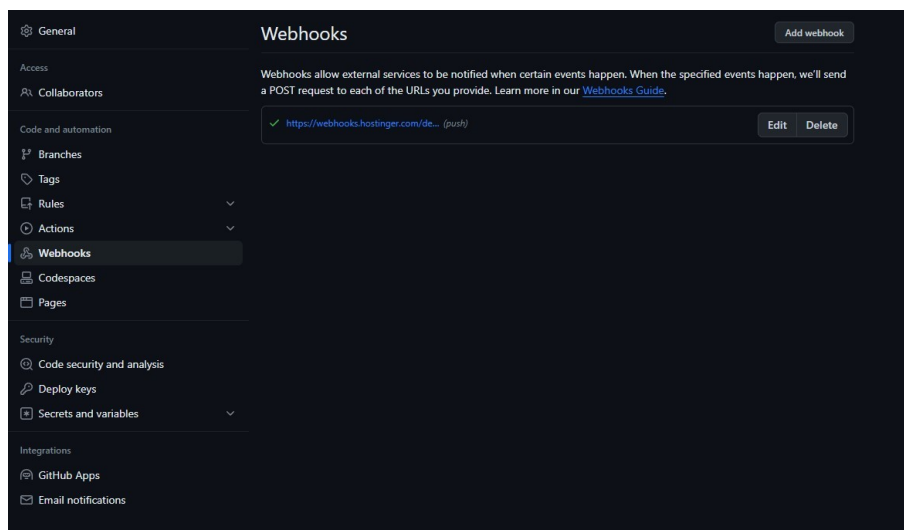 General
Access
Collaborators
Code and automation
Branches
Tags
Rules
Actions
Webhooks
Codespaces
Pages
Security
Code security and analysis
Deploy keys
Secrets and variables
Integrations
GitHub Apps
Email notifications
Webhooks
Add webhook
Webhooks allow external services to be notified when certain events happen. When the specified events happen, we'll send
a POST request to each of the URLs you provide. Learn more in our Webhooks Guide.
https://webhooks.hostinger.com/de... (push)
Edit Delete